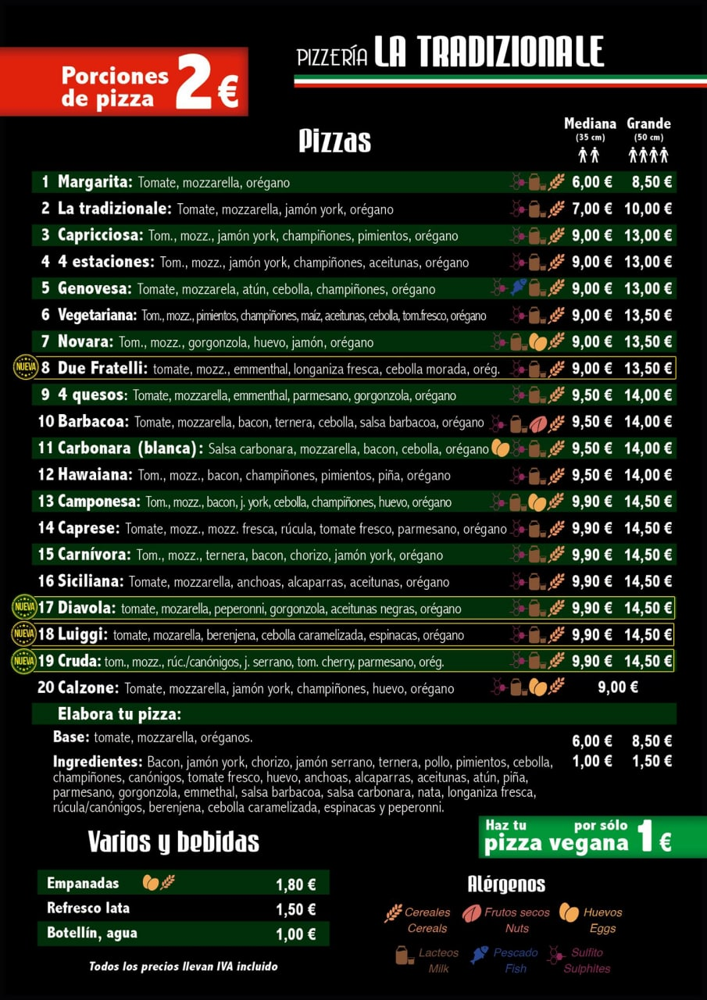 Porciones
de pizza 2 €
PIZZERÍA LA TRADIZIONALE
Pizzas
Mediana Grande
(35 cm) (50 cm)
1 Margarita: Tomate, mozzarella, orégano 6,00 € 8,50 €
2 La tradizionale: Tomate, mozzarella, jamón york, orégano 7,00 € 10,00 €
3 Capricciosa: Tom., mozz., jamón york, champiñones, pimientos, orégano 9,00 € 13,00 €
4 4 estaciones: Tom., mozz., jamón york, champiñones, aceitunas, orégano 9,00 € 13,00 €
5 Genovesa: Tomate, mozzarela, atún, cebolla, champiñones, orégano 9,00 € 13,00 €
6 Vegetariana: Tom., mozz., pimientos, champiñones, maíz, aceitunas, cebolla, tom.fresco, orégano 9,00 € 13,50 €
7 Novara: Tom., mozz., gorgonzola, huevo, jamón, orégano 9,00 € 13,50 €
NUEVA 8 Due Fratelli: tomate, mozz., emmenthal, longaniza fresca, cebolla morada, orég. 9,00 € 13,50 €
9 4 quesos: Tomate, mozzarella, emmenthal, parmesano, gorgonzola, orégano 9,50 € 14,00 €
10 Barbacoa: Tomate, mozzarella, bacon, ternera, cebolla, salsa barbacoa, orégano 9,50 € 14,00 €
11 Carbonara (blanca): Salsa carbonara, mozzarella, bacon, cebolla, orégano 9,50 € 14,00 €
12 Hawaiana: Tom., mozz., bacon, champiñones, pimientos, piña, orégano 9,50 € 14,00 €
13 Camponesa: Tom., mozz., bacon, j. york, cebolla, champiñones, huevo, orégano 9,90 € 14,50 €
14 Caprese: Tomate, mozz., mozz. fresca, rúcula, tomate fresco, parmesano, orégano 9,90 € 14,50 €
15 Carnívora: Tom., mozz., ternera, bacon, chorizo, jamón york, orégano 9,90 € 14,50 €
16 Siciliana: Tomate, mozzarella, anchoas, alcaparras, aceitunas, orégano 9,90 € 14,50 €
NUEVA 17 Diavola: tomate, mozarella, peperonni, gorgonzola, aceitunas negras, orégano 9,90 € 14,50 €
NUEVA 18 Luiggi: tomate, mozarella, berenjena, cebolla caramelizada, espinacas, orégano 9,90 € 14,50 €
NUEVA 19 Cruda: tom., mozz., rúc./canónigos, j. serrano, tom. cherry, parmesano, orég. 9,90 € 14,50 €
20 Calzone: Tomate, mozzarella, jamón york, champiñones, huevo, orégano 9,00 €
Elabora tu pizza:
Base: tomate, mozzarella, oréganos. 6,00 € 8,50 €
Ingredientes: Bacon, jamón york, chorizo, jamón serrano, ternera, pollo, pimientos, cebolla, 1,00 € 1,50 €
champiñones, canónigos, tomate fresco, huevo, anchoas, alcaparras, aceitunas, atún, piña,
parmesano, gorgonzola, emmethal, salsa barbacoa, salsa carbonara, nata, longaniza fresca,
rúcula/canónigos, berenjena, cebolla caramelizada, espinacas y peperonni.
Haz tu por sólo
pizza vegana 1 €
Varios y bebidas
Empanadas 1,80 €
Refresco lata 1,50 €
Botellín, agua 1,00 €
Todos los precios llevan IVA incluido
Alérgenos
Cereales Frutos secos Huevos
Cereals Nuts Eggs
Lacteos Pescado Sulfito
Milk Fish Sulphites